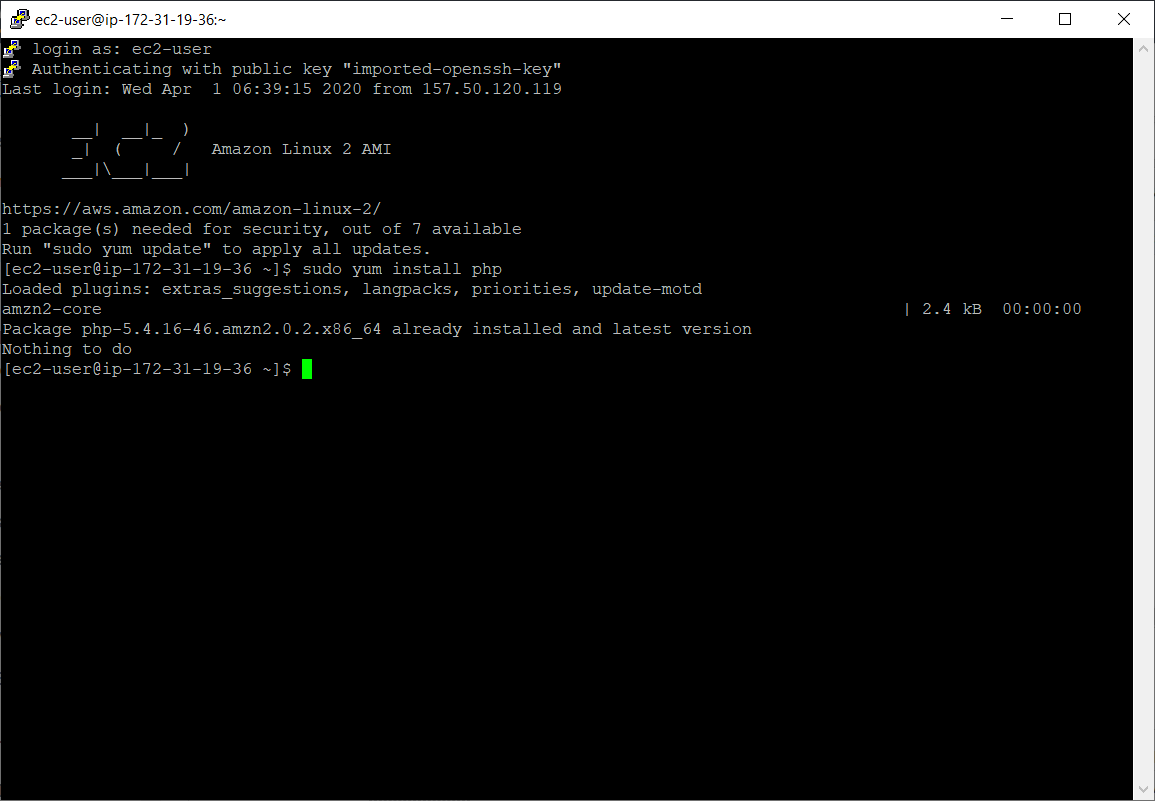 ec2-user@ip-172-31-19-36:~
login as: ec2-user
Authenticating with public key "imported-openssh-key"
Last login: Wed Apr  1 06:39:15 2020 from 157.50.120.119
       __|  __|_  )
       _|  (     /   Amazon Linux 2 AMI
      ___|\___|___|
https://aws.amazon.com/amazon-linux-2/
1 package(s) needed for security, out of 7 available
Run "sudo yum update" to apply all updates.
[ec2-user@ip-172-31-19-36 ~]$ sudo yum install php
Loaded plugins: extras_suggestions, langpacks, priorities, update-motd
amzn2-core                                                                                | 2.4 kB  00:00:00
Package php-5.4.16-46.amzn2.0.2.x86_64 already installed and latest version
Nothing to do
[ec2-user@ip-172-31-19-36 ~]$